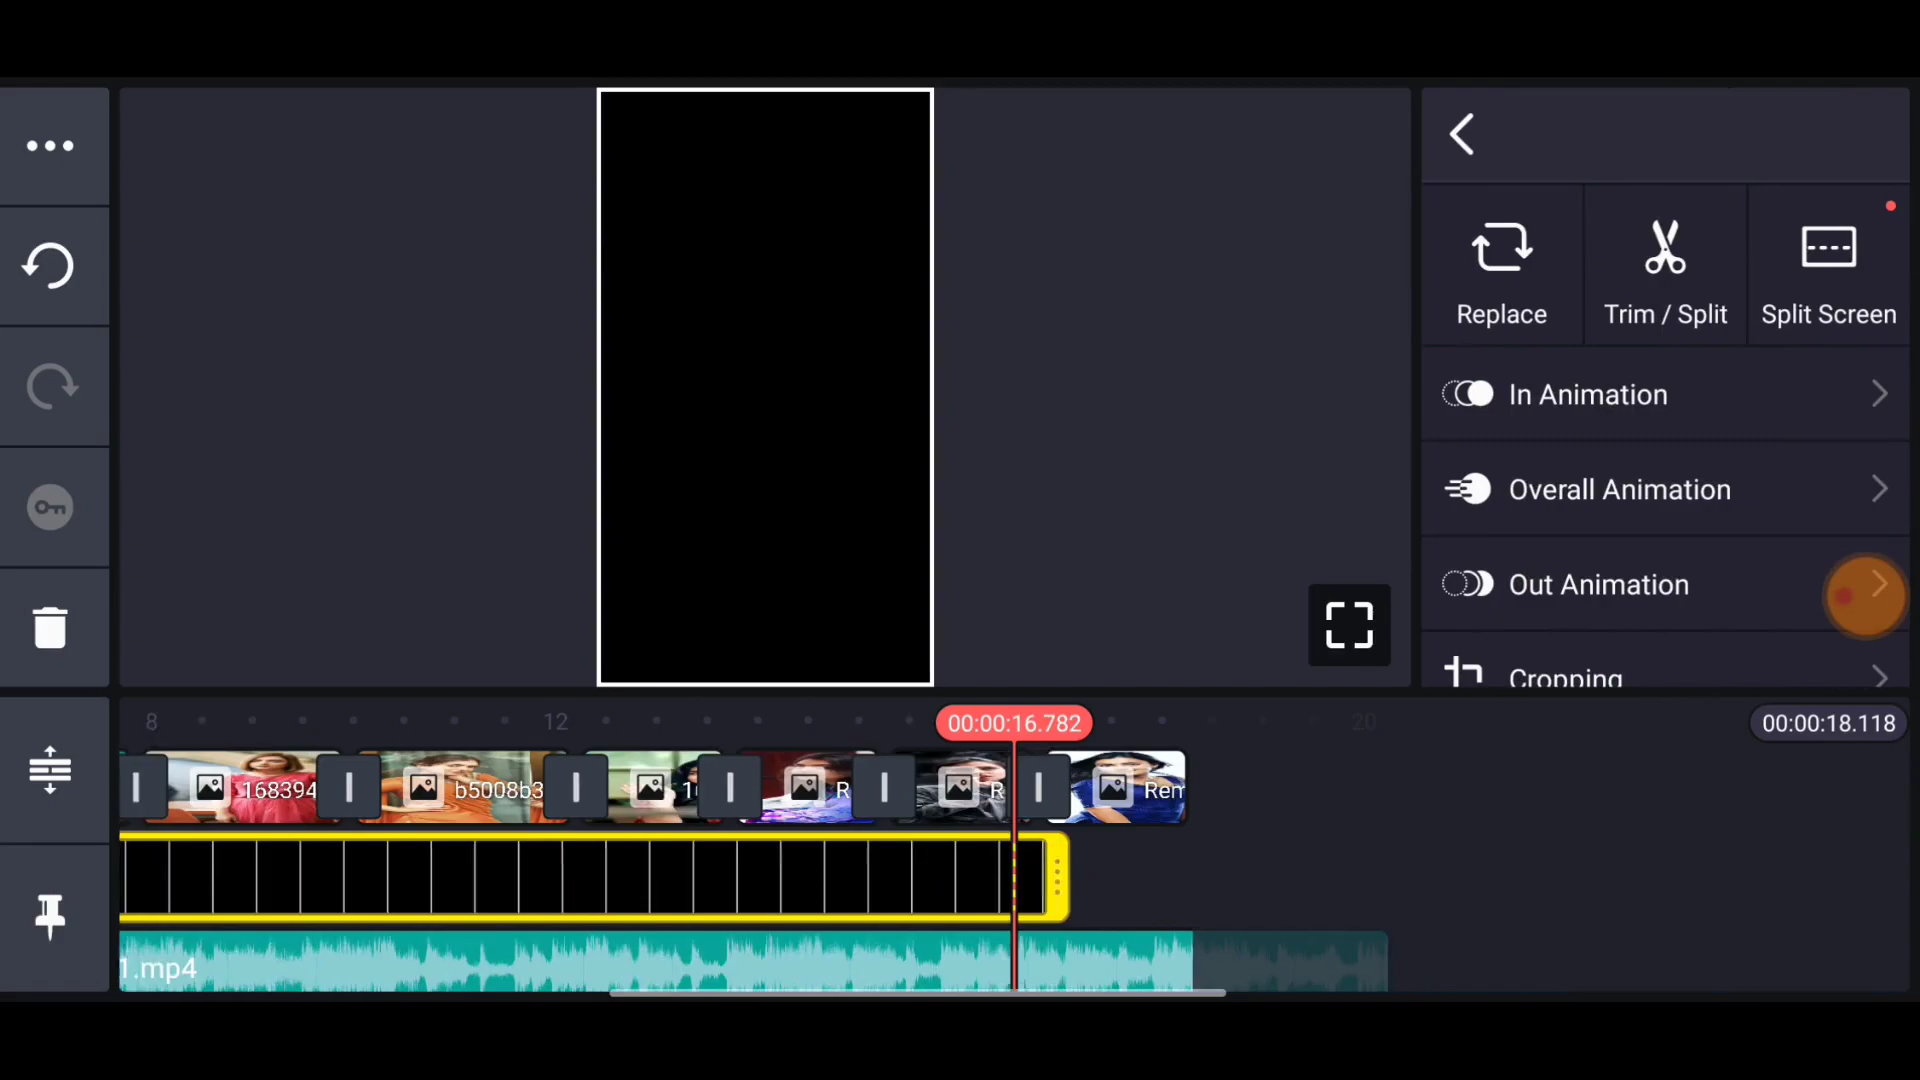 Replace
Trim / Split
Split Screen
In Animation
Overall Animation
Out Animation
Cropping
8
12
00:00:16.782
20
00:00:18.118
168394
b5008b3
R
R
Rem
1.mp4